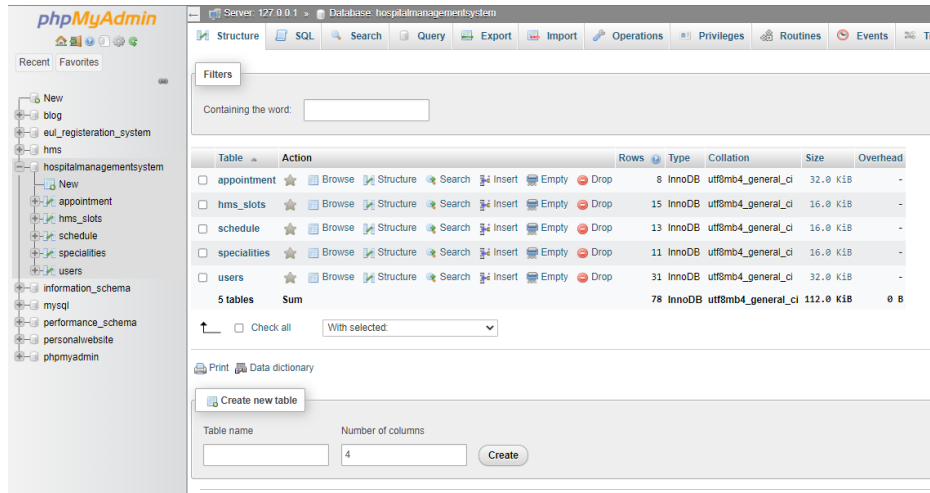 phpMyAdmin
Recent Favorites
New
blog
eul_registeration_system
hms
hospitalmanagementsystem
New
appointment
hms_slots
schedule
specialities
users
information_schema
mysql
performance_schema
personalwebsite
phpmyadmin
Server: 127.0.0.1 » Database: hospitalmanagementsystem
Structure SQL Search Query Export Import Operations Privileges Routines Events
Filters
Containing the word:
Table Action Rows Type Collation Size Overhead
appointment Browse Structure Search Insert Empty Drop 8 InnoDB utf8mb4_general_ci 32.0 KiB -
hms_slots Browse Structure Search Insert Empty Drop 15 InnoDB utf8mb4_general_ci 16.0 KiB -
schedule Browse Structure Search Insert Empty Drop 13 InnoDB utf8mb4_general_ci 16.0 KiB -
specialities Browse Structure Search Insert Empty Drop 11 InnoDB utf8mb4_general_ci 16.0 KiB -
users Browse Structure Search Insert Empty Drop 31 InnoDB utf8mb4_general_ci 32.0 KiB -
5 tables Sum 78 InnoDB utf8mb4_general_ci 112.0 KiB 0 B
Check all With selected:
Print Data dictionary
Create new table
Table name Number of columns
4 Create